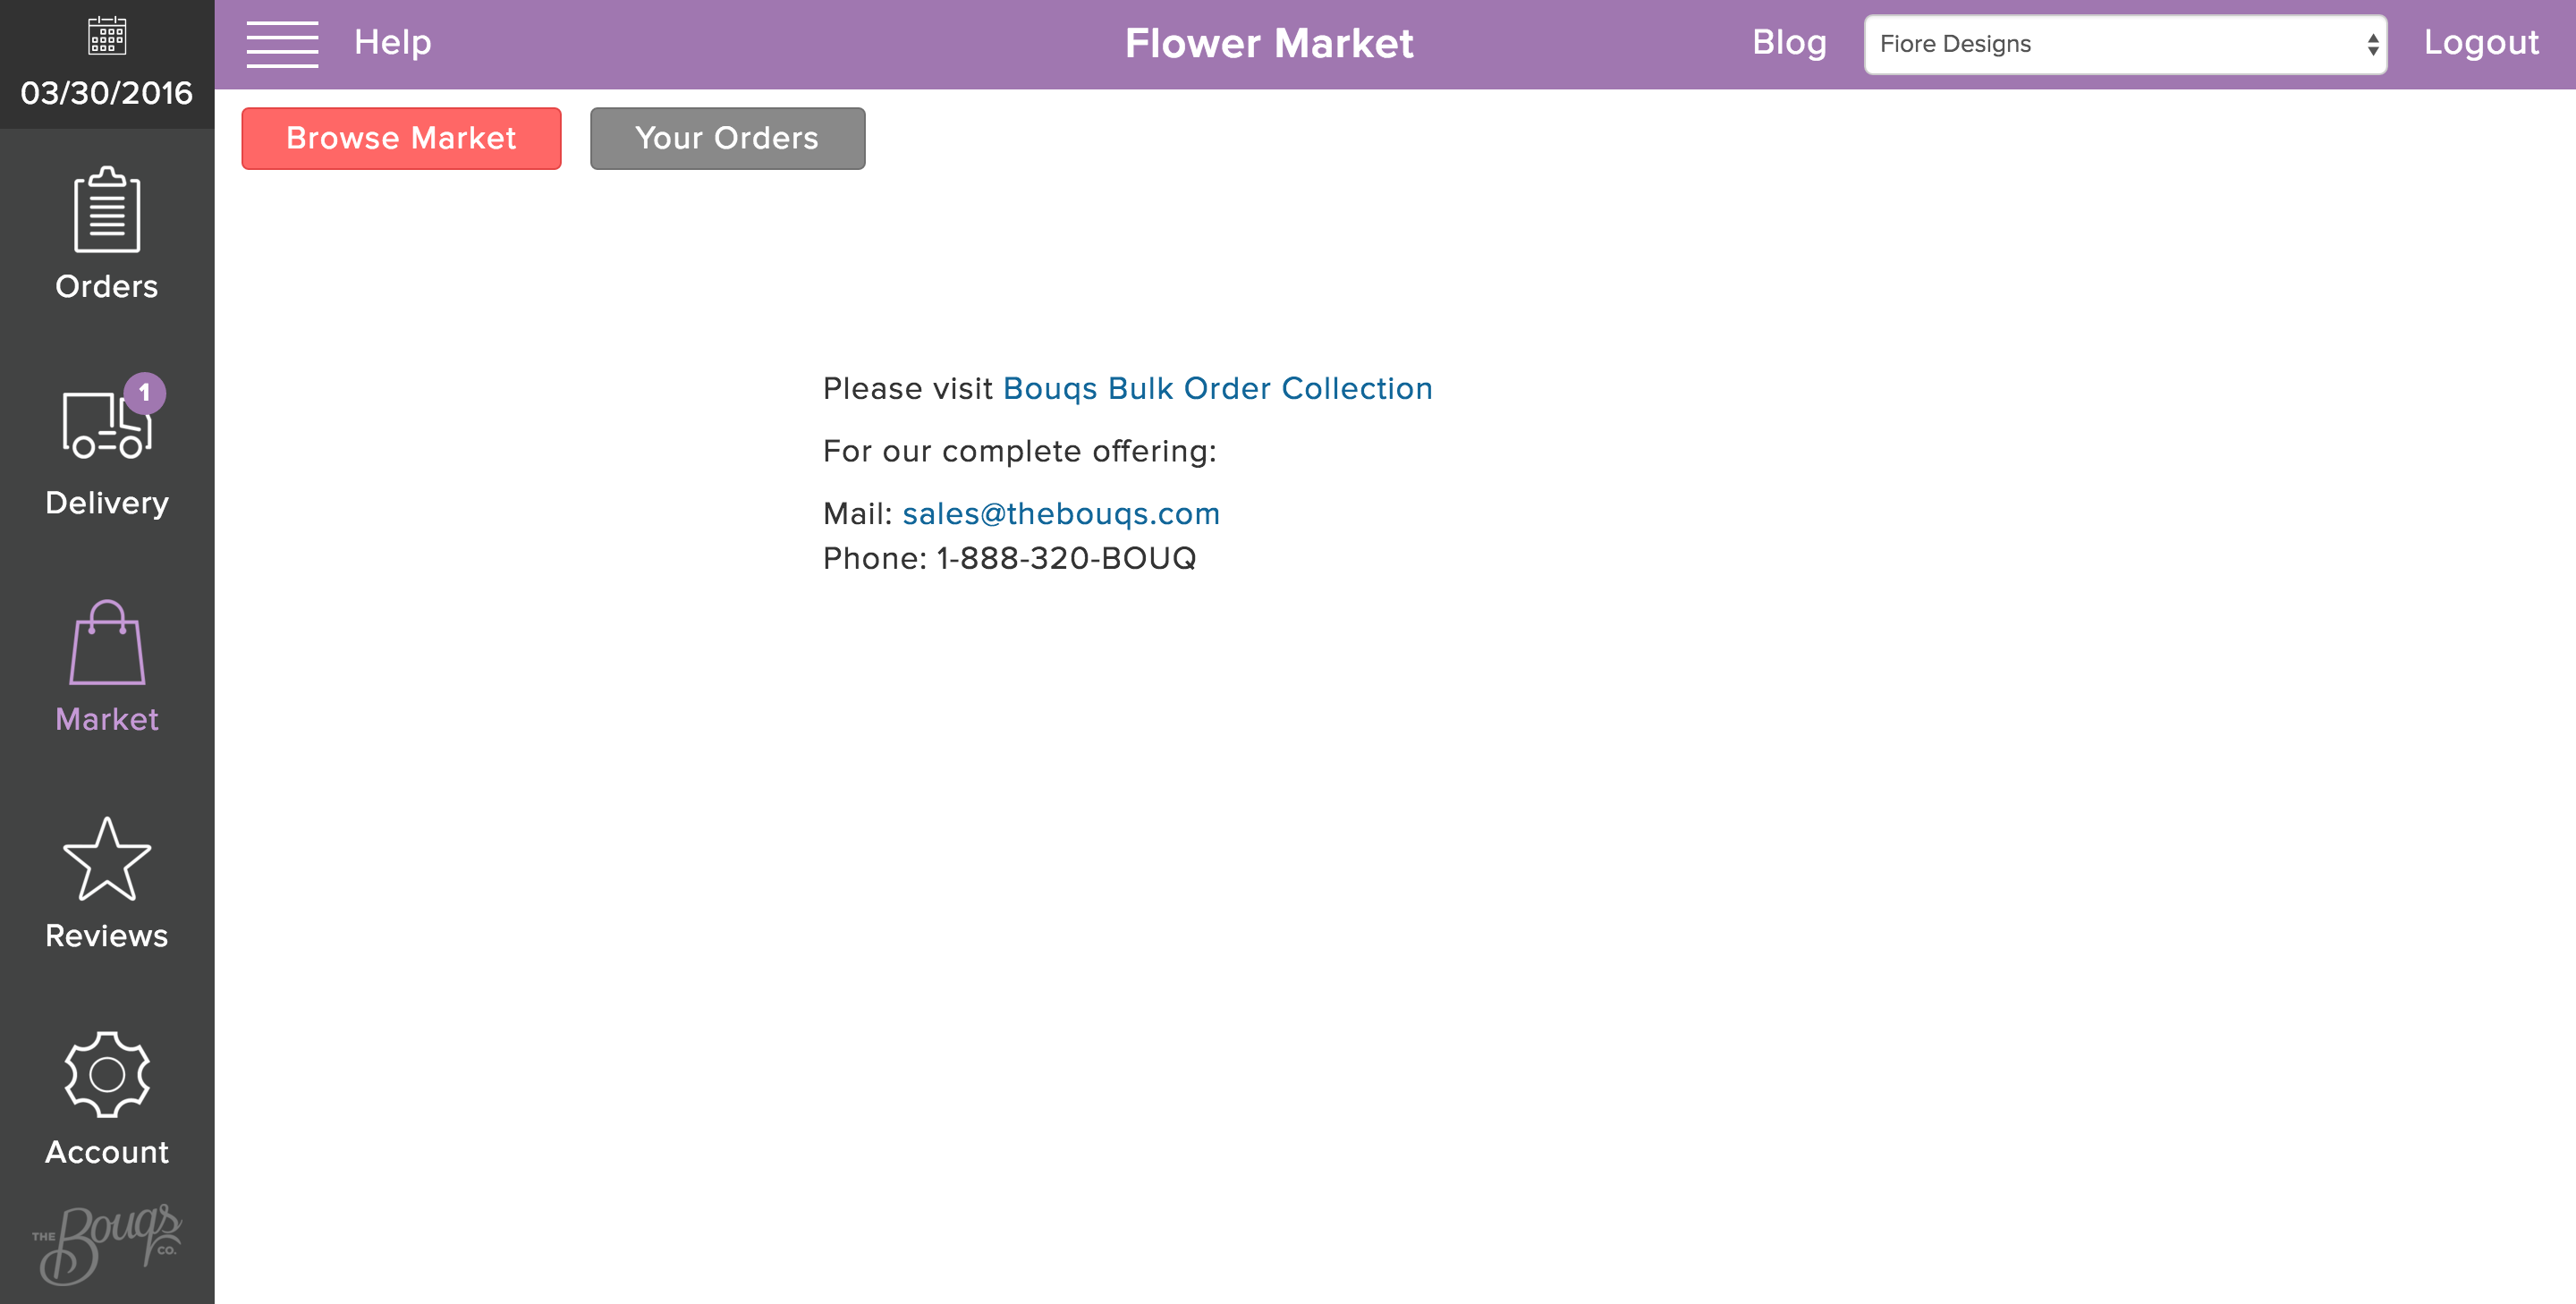 03/30/2016
Help
Flower Market
Blog
Fiore Designs
Logout
Browse Market
Your Orders
Orders
1
Delivery
Market
Reviews
Account
THE Bouqs CO.
Please visit Bouqs Bulk Order Collection
For our complete offering:
Mail: sales@thebouqs.com
Phone: 1-888-320-BOUQ